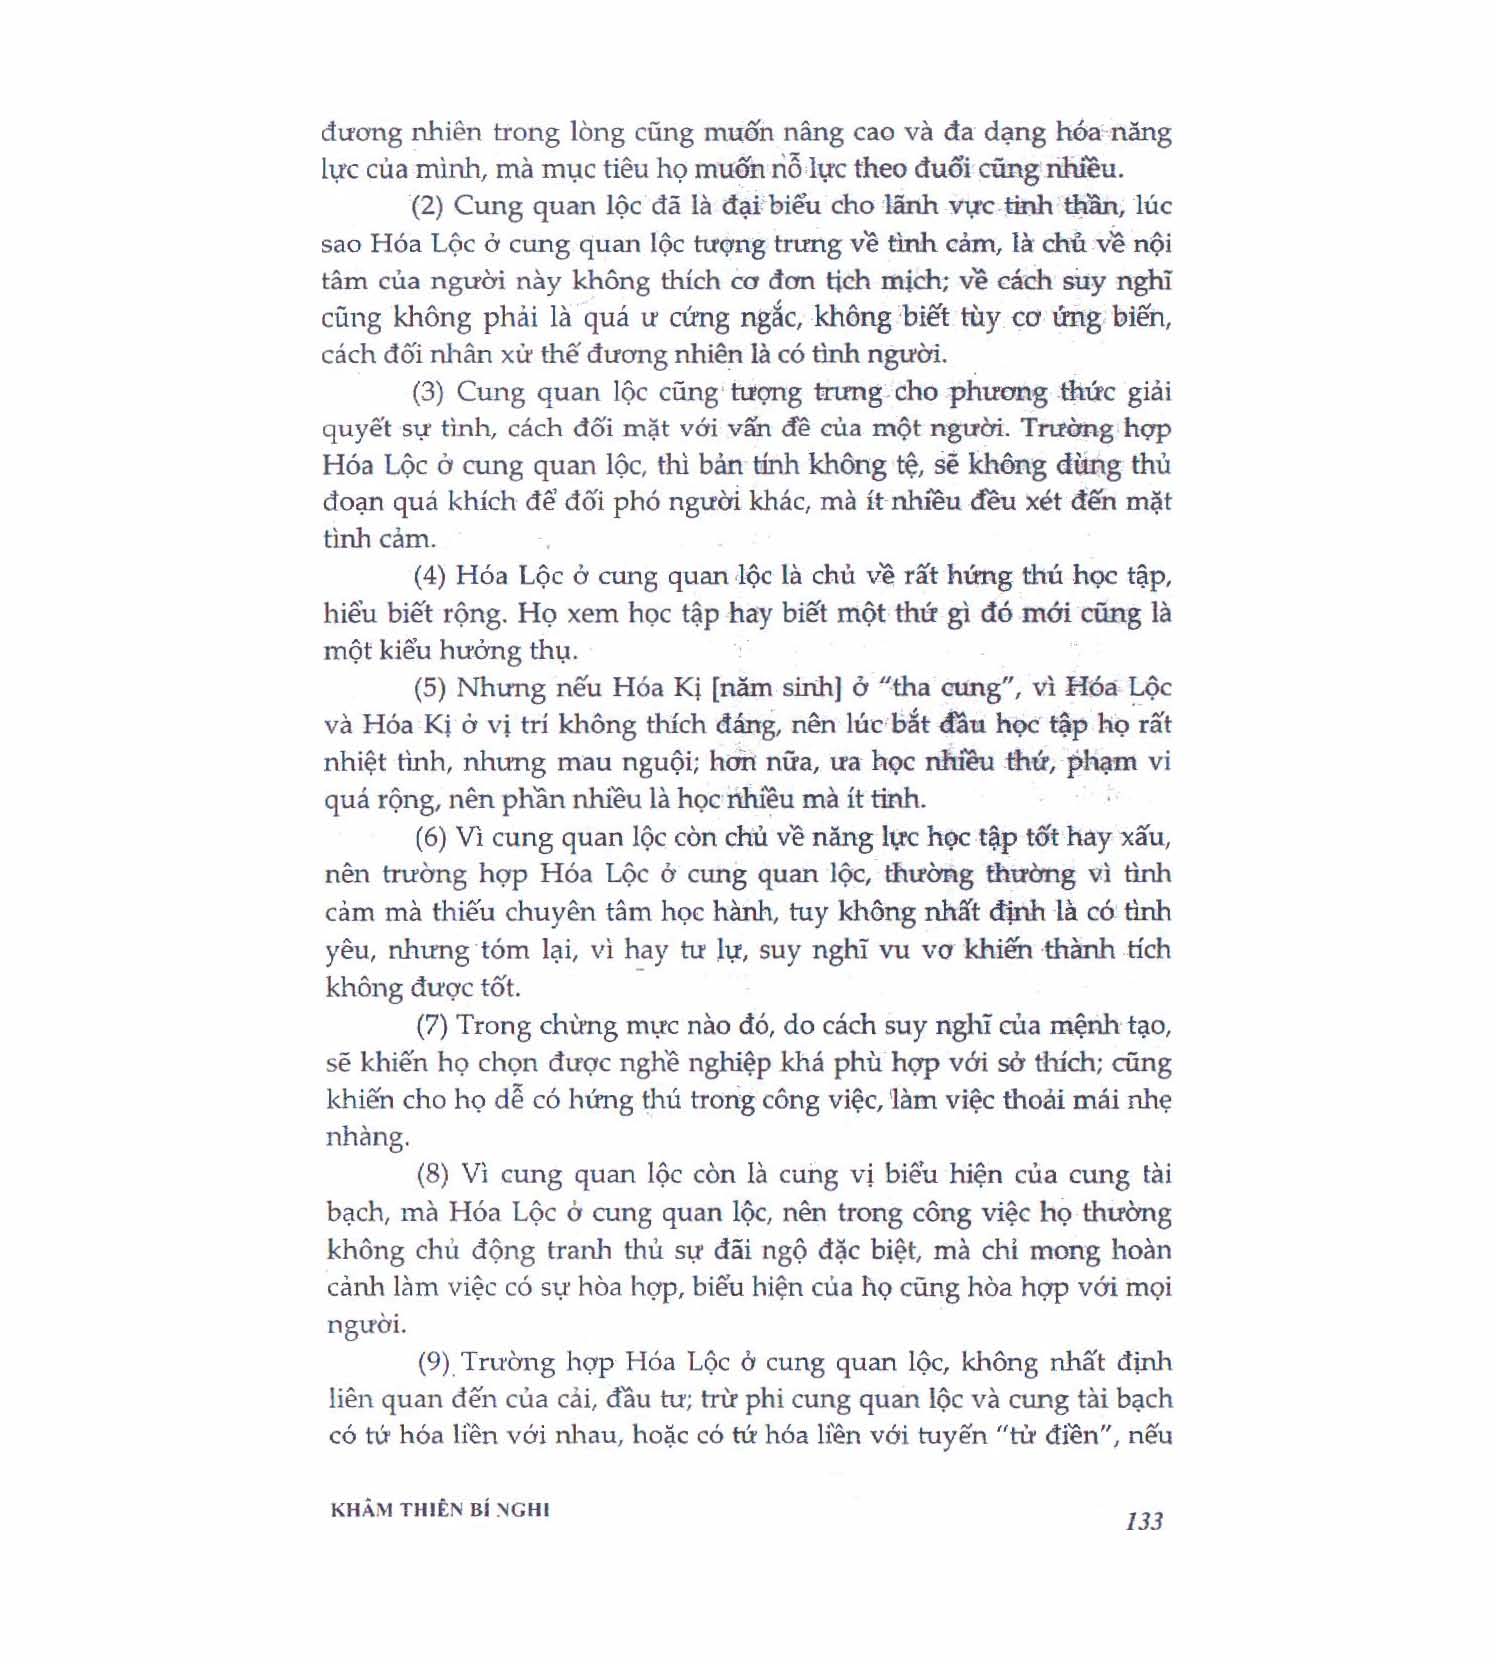 đương nhiên trong lòng cũng muốn nâng cao và đa dạng hóa năng
lực của mình, mà mục tiêu họ muốn nỗ lực theo đuổi cũng nhiều.
(2) Cung quan lộc đã là đại biểu cho lãnh vực tinh thần, lúc
sao Hóa Lộc ở cung quan lộc tượng trưng về tình cảm, là chủ về nội
tâm của người này không thích cơ đơn tịch mịch; về cách suy nghĩ
cũng không phải là quá ư cứng ngắc, không biết tùy cơ ứng biến,
cách đối nhân xử thế đương nhiên là có tình người.
(3) Cung quan lộc cũng tượng trưng cho phương thức giải
quyết sự tình, cách đối mặt với vấn đề của một người. Trường hợp
Hóa Lộc ở cung quan lộc, thì bản tính không tệ, sẽ không dùng thủ
đoạn quá khích để đối phó người khác, mà ít nhiều đều xét đến mặt
tình cảm.
(4) Hóa Lộc ở cung quan lộc là chủ về rất hứng thú học tập,
hiểu biết rộng. Họ xem học tập hay biết một thứ gì đó mới cũng là
một kiểu hưởng thụ.
(5) Nhưng nếu Hóa Kị [năm sinh] ở "tha cung", vì Hóa Lộc
và Hóa Kị ở vị trí không thích đáng, nên lúc bắt đầu học tập họ rất
nhiệt tình, nhưng mau nguội; hơn nữa, ưa học nhiều thứ, phạm vi
quá rộng, nên phần nhiều là học nhiều mà ít tinh.
(6) Vì cung quan lộc còn chủ về năng lực học tập tốt hay xấu,
nên trường hợp Hóa Lộc ở cung quan lộc, thường thường vì tình
cảm mà thiếu chuyên tâm học hành, tuy không nhất định là có tình
yêu, nhưng tóm lại, vì hay tư lự, suy nghĩ vu vơ khiến thành tích
không được tốt.
(7) Trong chừng mực nào đó, do cách suy nghĩ của mệnh tạo,
sẽ khiến họ chọn được nghề nghiệp khá phù hợp với sở thích; cũng
khiến cho họ dễ có hứng thú trong công việc, làm việc thoải mái nhẹ
nhàng.
(8) Vì cung quan lộc còn là cung vị biểu hiện của cung tài
bạch, mà Hóa Lộc ở cung quan lộc, nên trong công việc họ thường
không chủ động tranh thủ sự đãi ngộ đặc biệt, mà chỉ mong hoàn
cảnh làm việc có sự hòa hợp, biểu hiện của họ cũng hòa hợp với mọi
người.
(9) Trường hợp Hóa Lộc ở cung quan lộc, không nhất định
liên quan đến của cải, đầu tư; trừ phi cung quan lộc và cung tài bạch
có tứ hóa liền với nhau, hoặc có tứ hóa liền với tuyến "tử điền", nếu
KHÂM THIÊN BÍ NGHI
133